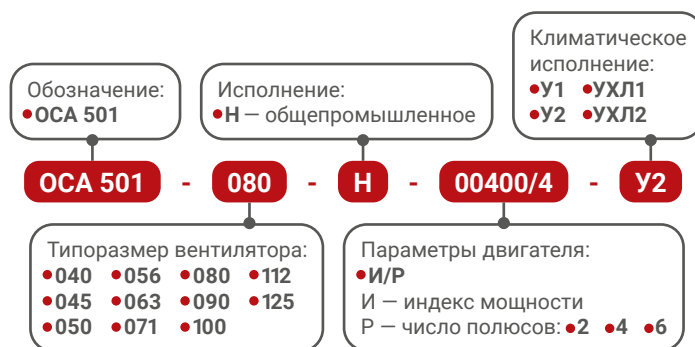 Климатическое
исполнение:
•У1 •УХЛ1
•У2 •УХЛ2
Обозначение:
•ОСА 501
Исполнение:
•Н — общепромышленное
ОСА 501 - 080 - Н - 00400/4 - У2
Типоразмер вентилятора:
•040 •056 •080 •112
•045 •063 •090 •125
•050 •071 •100
Параметры двигателя:
•И/Р
И — индекс мощности
Р — число полюсов: •2 •4 •6